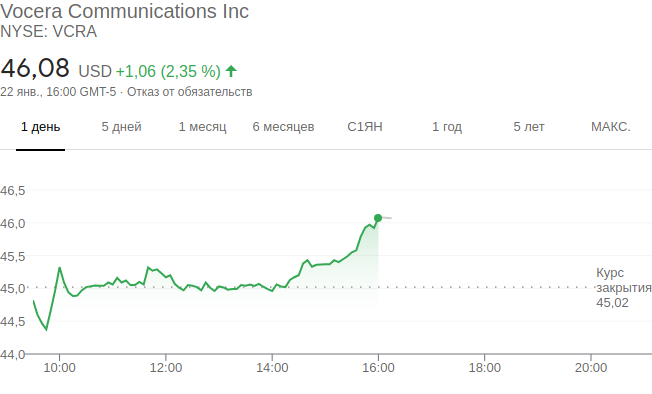 Vocera Communications Inc
NYSE: VCRA
46,08 USD +1,06 (2,35 %)
22 янв., 16:00 GMT-5 · Отказ от обязательств
1 день 5 дней 1 месяц 6 месяцев С1ЯН 1 год 5 лет МАКС.
46,5
46,0
45,5
45,0
44,5
44,0
Курс
закрытия
45,02
10:00 12:00 14:00 16:00 18:00 20:00